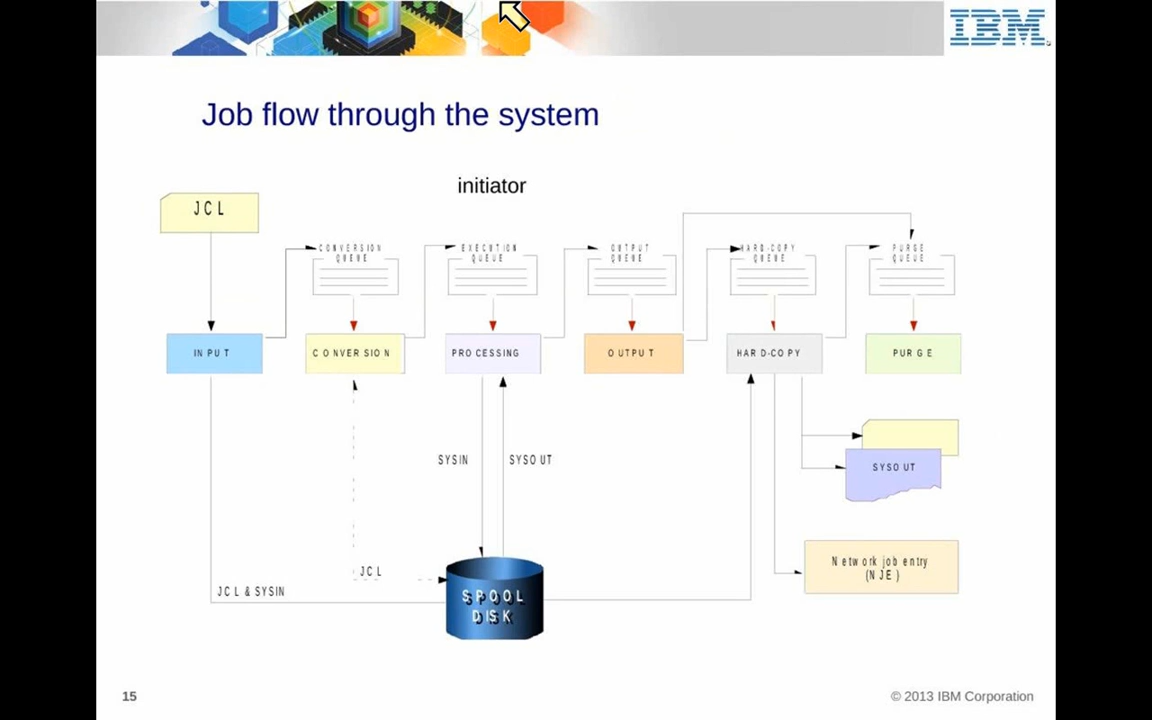 IBM
Job flow through the system
initiator
JCL
CONVERSION
QUEUE
EXECUTION
QUEUE
OUTPUT
QUEUE
HARD-COPY
QUEUE
PURGE
QUEUE
INPUT
CONVERSION
PROCESSING
OUTPUT
HARD-COPY
PURGE
SYSIN
SYSOUT
SYSOUT
JCL
JCL & SYSIN
SPOOL
DISK
Network job entry
(NJE)
15
© 2013 IBM Corporation